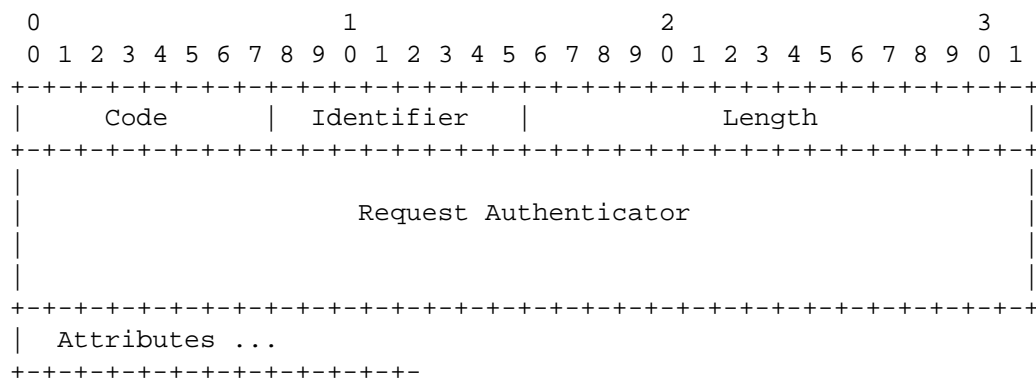 0                   1                   2                   3
 0 1 2 3 4 5 6 7 8 9 0 1 2 3 4 5 6 7 8 9 0 1 2 3 4 5 6 7 8 9 0 1
+-+-+-+-+-+-+-+-+-+-+-+-+-+-+-+-+-+-+-+-+-+-+-+-+-+-+-+-+-+-+-+-+
|     Code      |  Identifier   |            Length             |
+-+-+-+-+-+-+-+-+-+-+-+-+-+-+-+-+-+-+-+-+-+-+-+-+-+-+-+-+-+-+-+-+
|                                                               |
|                     Request Authenticator                     |
|                                                               |
|                                                               |
+-+-+-+-+-+-+-+-+-+-+-+-+-+-+-+-+-+-+-+-+-+-+-+-+-+-+-+-+-+-+-+-+
|  Attributes ...
+-+-+-+-+-+-+-+-+-+-+-+-+-